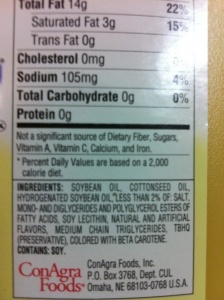 Total Fat 14g 22%
Saturated Fat 3g 15%
Trans Fat 0g
Cholesterol 0mg 0%
Sodium 105mg 4%
Total Carbohydrate 0g 0%
Protein 0g
Not a significant source of Dietary Fiber, Sugars,
Vitamin A, Vitamin C, Calcium, and Iron.
* Percent Daily Values are based on a 2,000
calorie diet.
INGREDIENTS: SOYBEAN OIL, COTTONSEED OIL,
HYDROGENATED SOYBEAN OIL, LESS THAN 2% OF: SALT,
MONO- AND DIGLYCERIDES AND POLYGLYCEROL ESTERS OF
FATTY ACIDS, SOY LECITHIN, NATURAL AND ARTIFICIAL
FLAVORS, MEDIUM CHAIN TRIGLYCERIDES, TBHQ
(PRESERVATIVE), COLORED WITH BETA CAROTENE.
CONTAINS: SOY.
ConAgra Foods, Inc.
P.O. Box 3768, Dept. CUL
Omaha, NE 68103-0768 U.S.A.
ConAgra
Foods